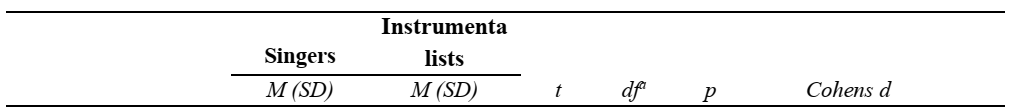 Instrumenta
Singers lists
M (SD) M (SD) t dfᵃ p Cohens d